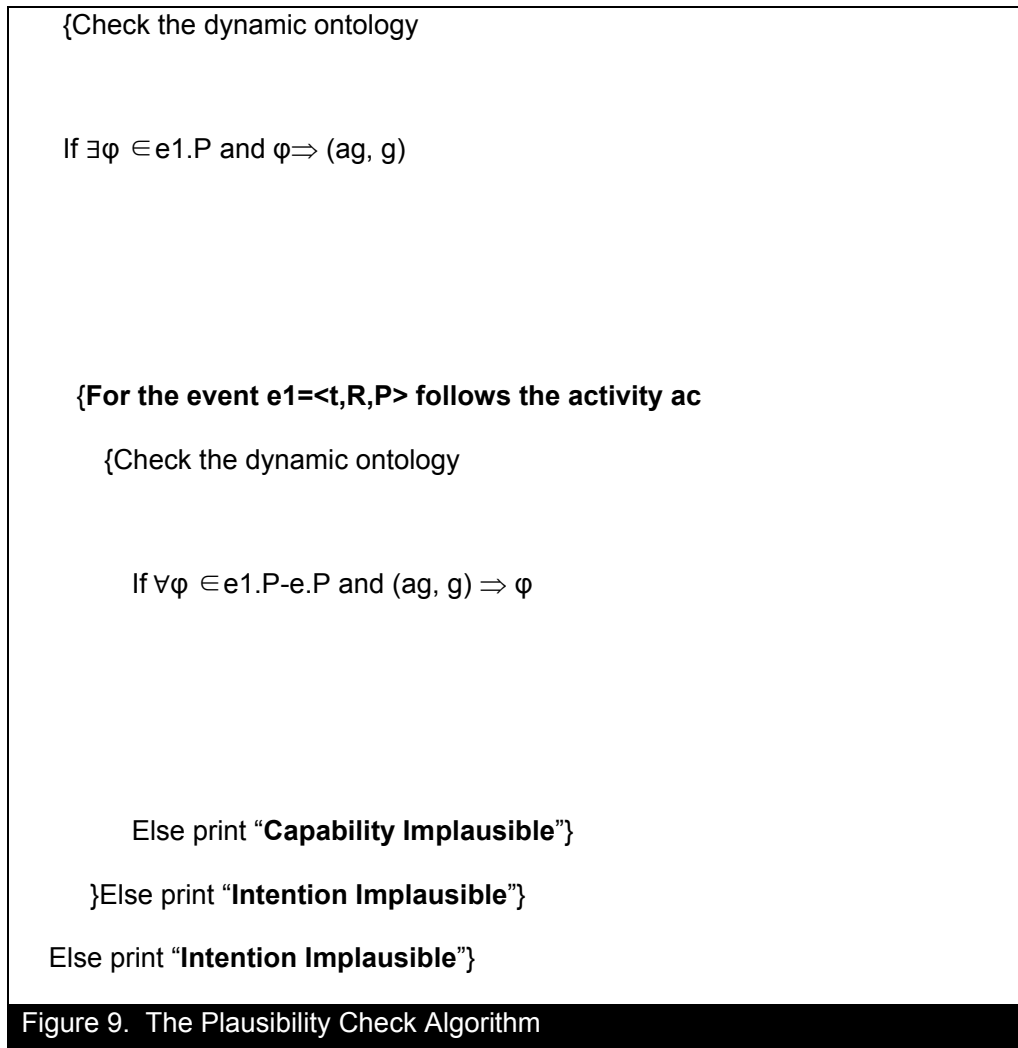 {Check the dynamic ontology
If ∃φ ∈e1.P and φ⇒ (ag, g)
{For the event e1=<t,R,P> follows the activity ac
{Check the dynamic ontology
If ∀φ ∈e1.P-e.P and (ag, g) ⇒ φ
Else print “Capability Implausible”}
}Else print “Intention Implausible”}
Else print “Intention Implausible”}
Figure 9. The Plausibility Check Algorithm